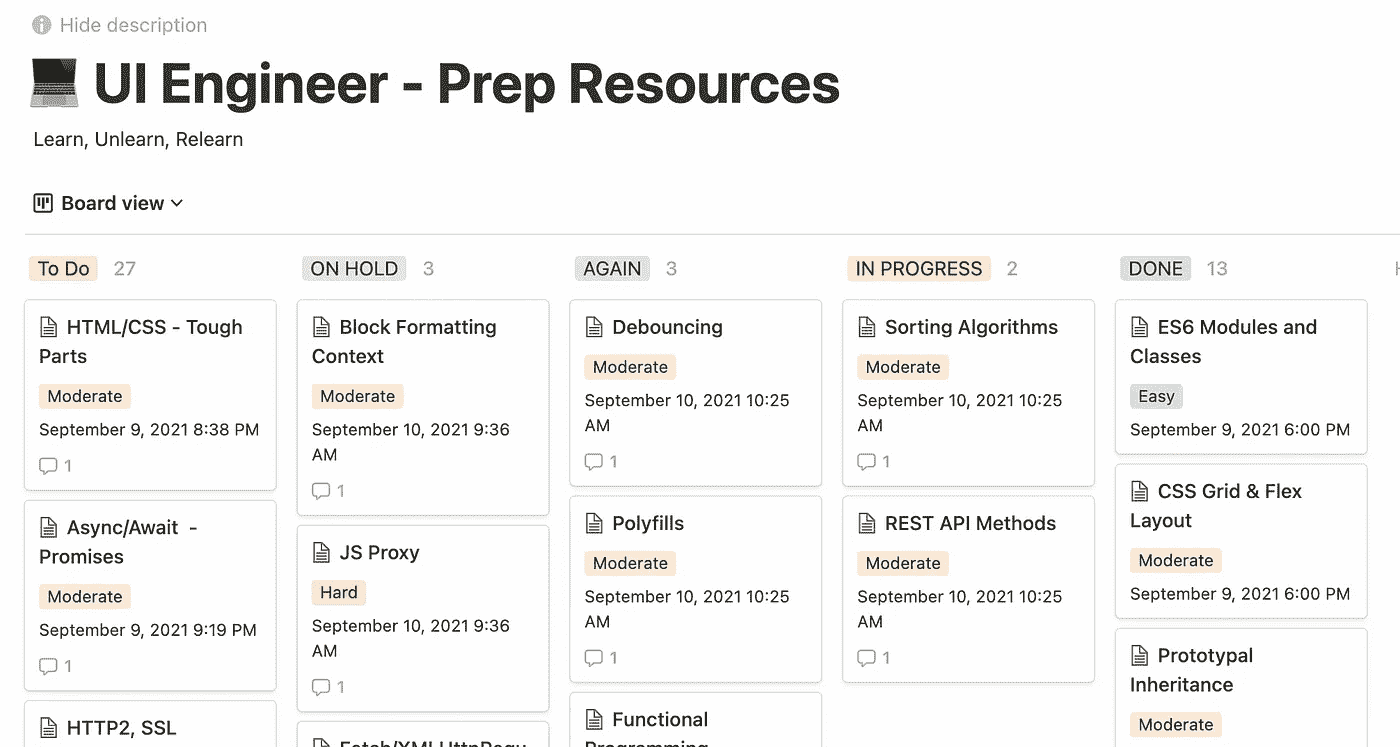 Hide description
UI Engineer - Prep Resources
Learn, Unlearn, Relearn
Board view
To Do 27
HTML/CSS - Tough
Parts
Moderate
September 9, 2021 8:38 PM
1
Async/Await -
Promises
Moderate
September 9, 2021 9:19 PM
1
HTTP2, SSL
ON HOLD 3
Block Formatting
Context
Moderate
September 10, 2021 9:36
AM
1
JS Proxy
Hard
September 10, 2021 9:36
AM
1
AGAIN 3
Debouncing
Moderate
September 10, 2021 10:25
AM
1
Polyfills
Moderate
September 10, 2021 10:25
AM
1
Functional
Programming
IN PROGRESS 2
Sorting Algorithms
Moderate
September 10, 2021 10:25
AM
1
REST API Methods
Moderate
September 10, 2021 10:25
AM
1
DONE 13
ES6 Modules and
Classes
Easy
September 9, 2021 6:00 PM
CSS Grid & Flex
Layout
Moderate
September 9, 2021 6:00 PM
Prototypal
Inheritance
Moderate